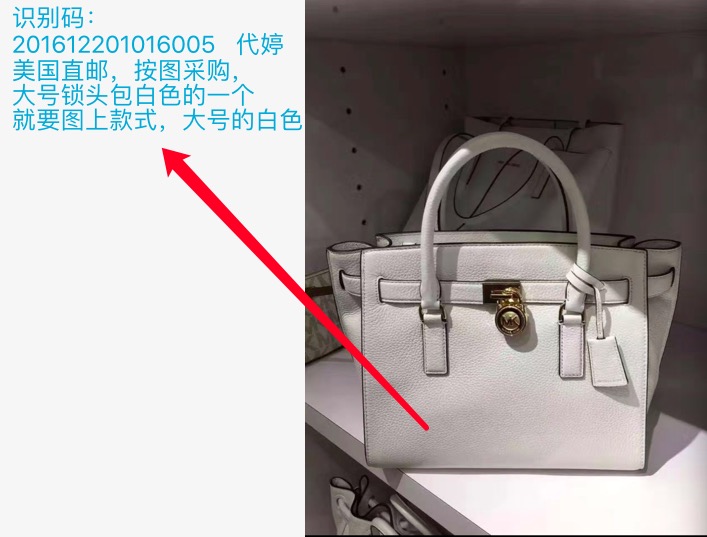 识别码：
201612201016005 代婷
美国直邮，按图采购，
大号锁头包白色的一个
就要图上款式，大号的白色
MK